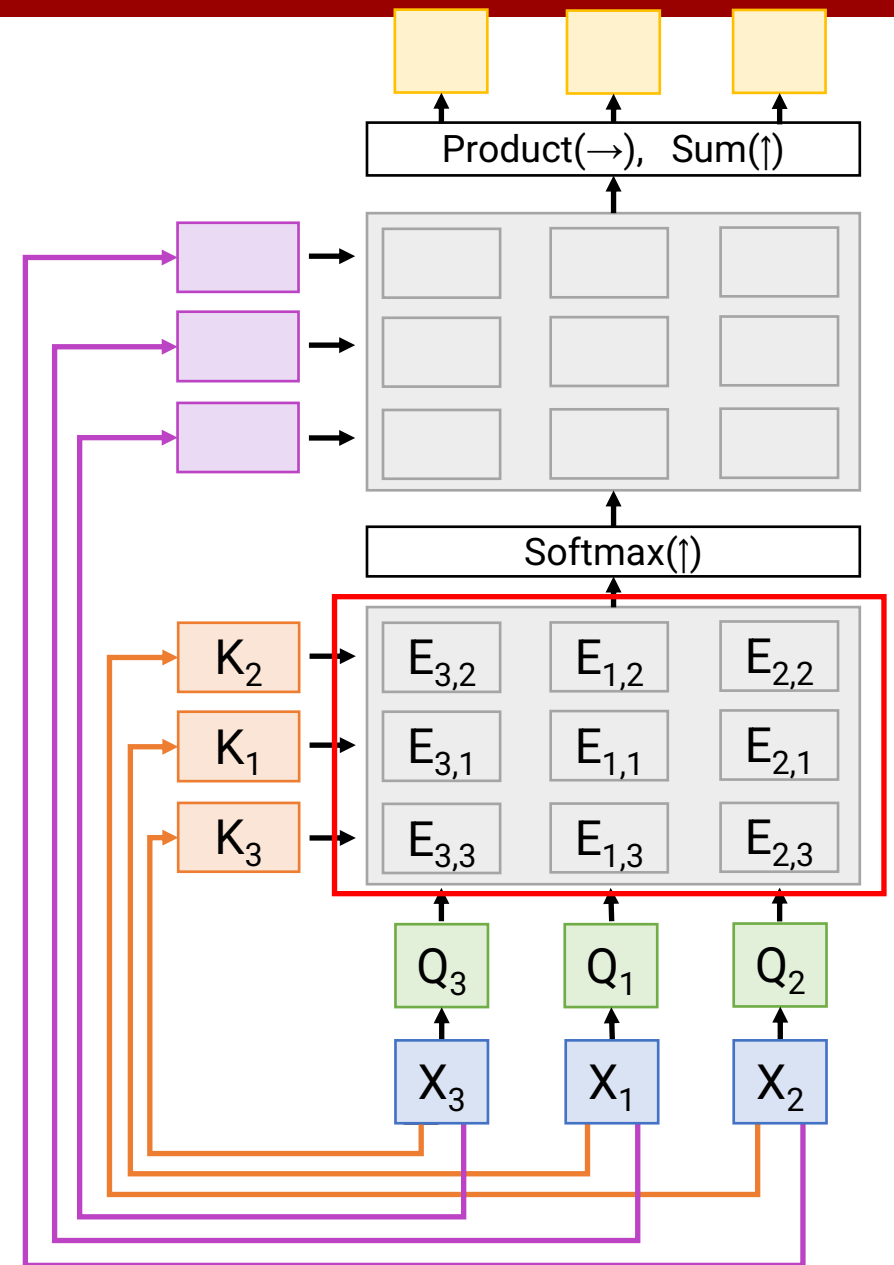 Product(→), Sum(↑)
Softmax(↑)
K₂ E₃,₂ E₁,₂ E₂,₂
K₁ E₃,₁ E₁,₁ E₂,₁
K₃ E₃,₃ E₁,₃ E₂,₃
Q₃ Q₁ Q₂
X₃ X₁ X₂